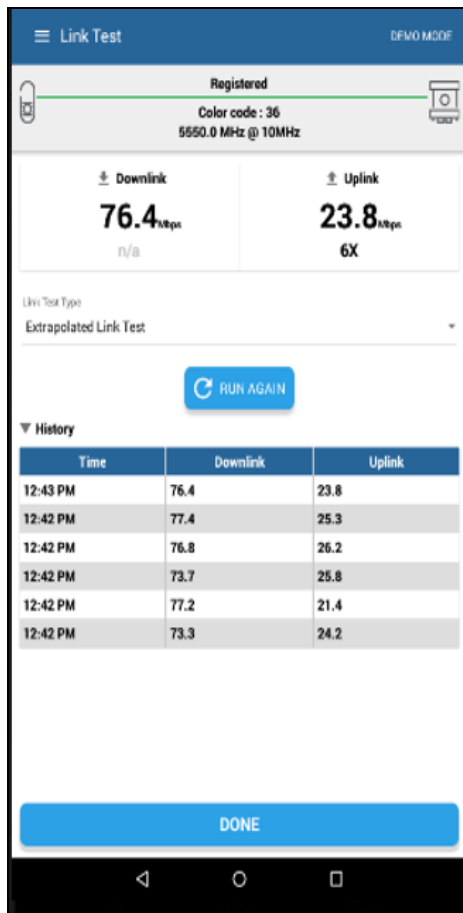 Link Test DEMO MODE
Registered
Color code : 36
5550.0 MHz @ 10MHz
Downlink Uplink
76.4Mbps 23.8Mbps
n/a 6X
Link Test Type
Extrapolated Link Test
RUN AGAIN
History
Time Downlink Uplink
12:43 PM 76.4 23.8
12:42 PM 77.4 25.3
12:42 PM 76.8 26.2
12:42 PM 73.7 25.8
12:42 PM 77.2 21.4
12:42 PM 73.3 24.2
DONE